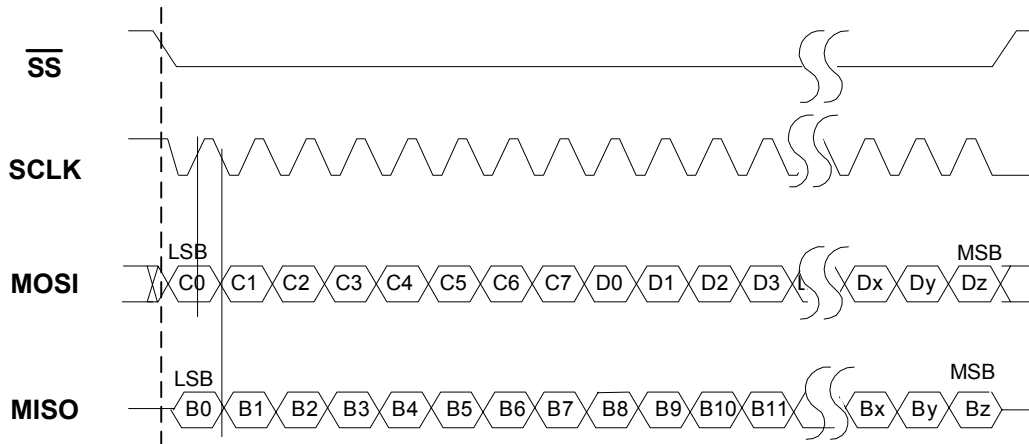 SS
SCLK
LSB
MSB
MOSI
C0 C1 C2 C3 C4 C5 C6 C7 D0 D1 D2 D3 Dx Dy Dz
LSB
MSB
MISO
B0 B1 B2 B3 B4 B5 B6 B7 B8 B9 B10 B11 Bx By Bz